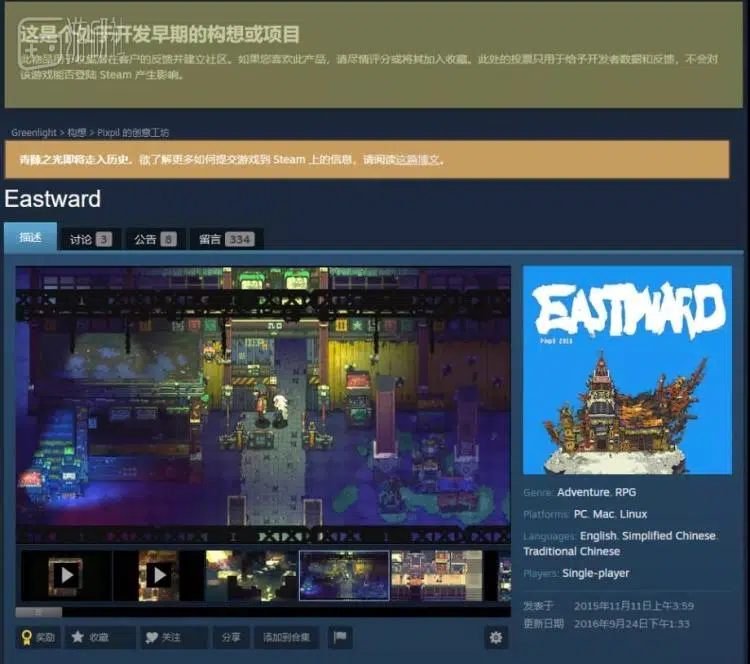 这是个处于开发早期的构想或项目
此物品用于收集潜在客户的反馈并建立社区。如果您喜欢此产品，请尽情评分或将其加入收藏。此处的投票只用于给予开发者数据和反馈，不会对
该游戏能否登陆 Steam 产生影响。
Greenlight > 构想 > Pixpil 的创意工坊
青睐之光即将走入历史。欲了解更多如何提交游戏到 Steam 上的信息，请阅读这篇博文。
Eastward
描述
讨论 3
公告 8
留言 334
EASTWARD
Pixpil 2015
Genre: Adventure, RPG
Platforms: PC, Mac, Linux
Languages: English, Simplified Chinese,
Traditional Chinese
Players: Single-player
发表于 2015年11月11日上午3:59
更新日期 2016年9月24日下午1:33
奖励
收藏
关注
分享
添加到合集